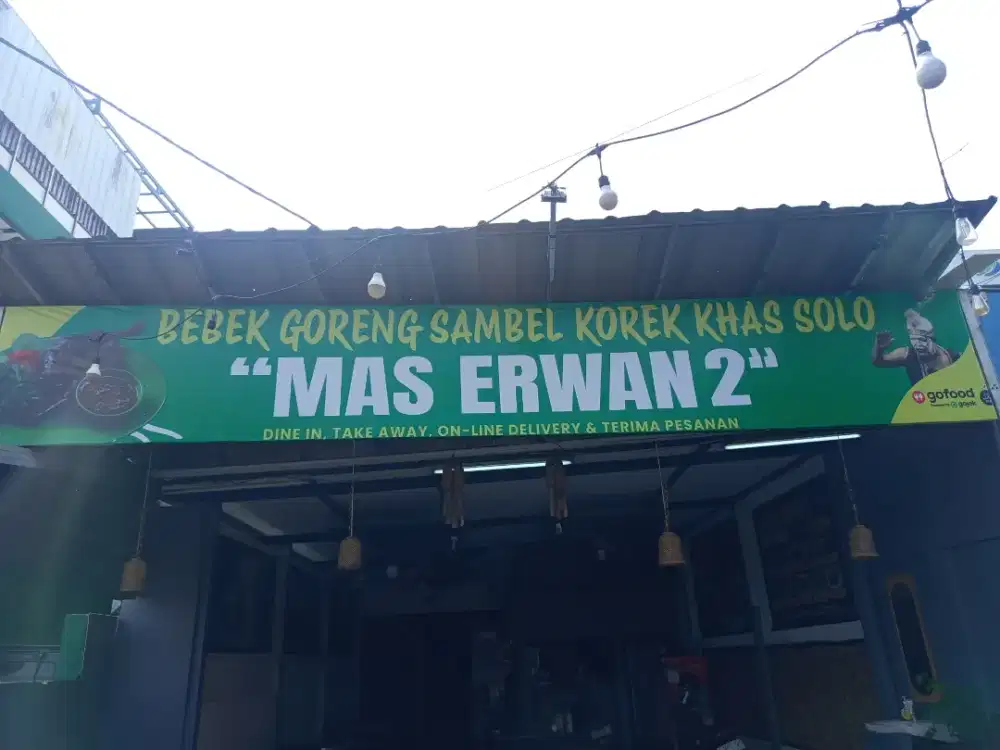 BEBEK GORENG SAMBEL KOREK KHAS SOLO
"MAS ERWAN 2"
DINE IN, TAKE AWAY, ON-LINE DELIVERY & TERIMA PESANAN
gofood
gojek